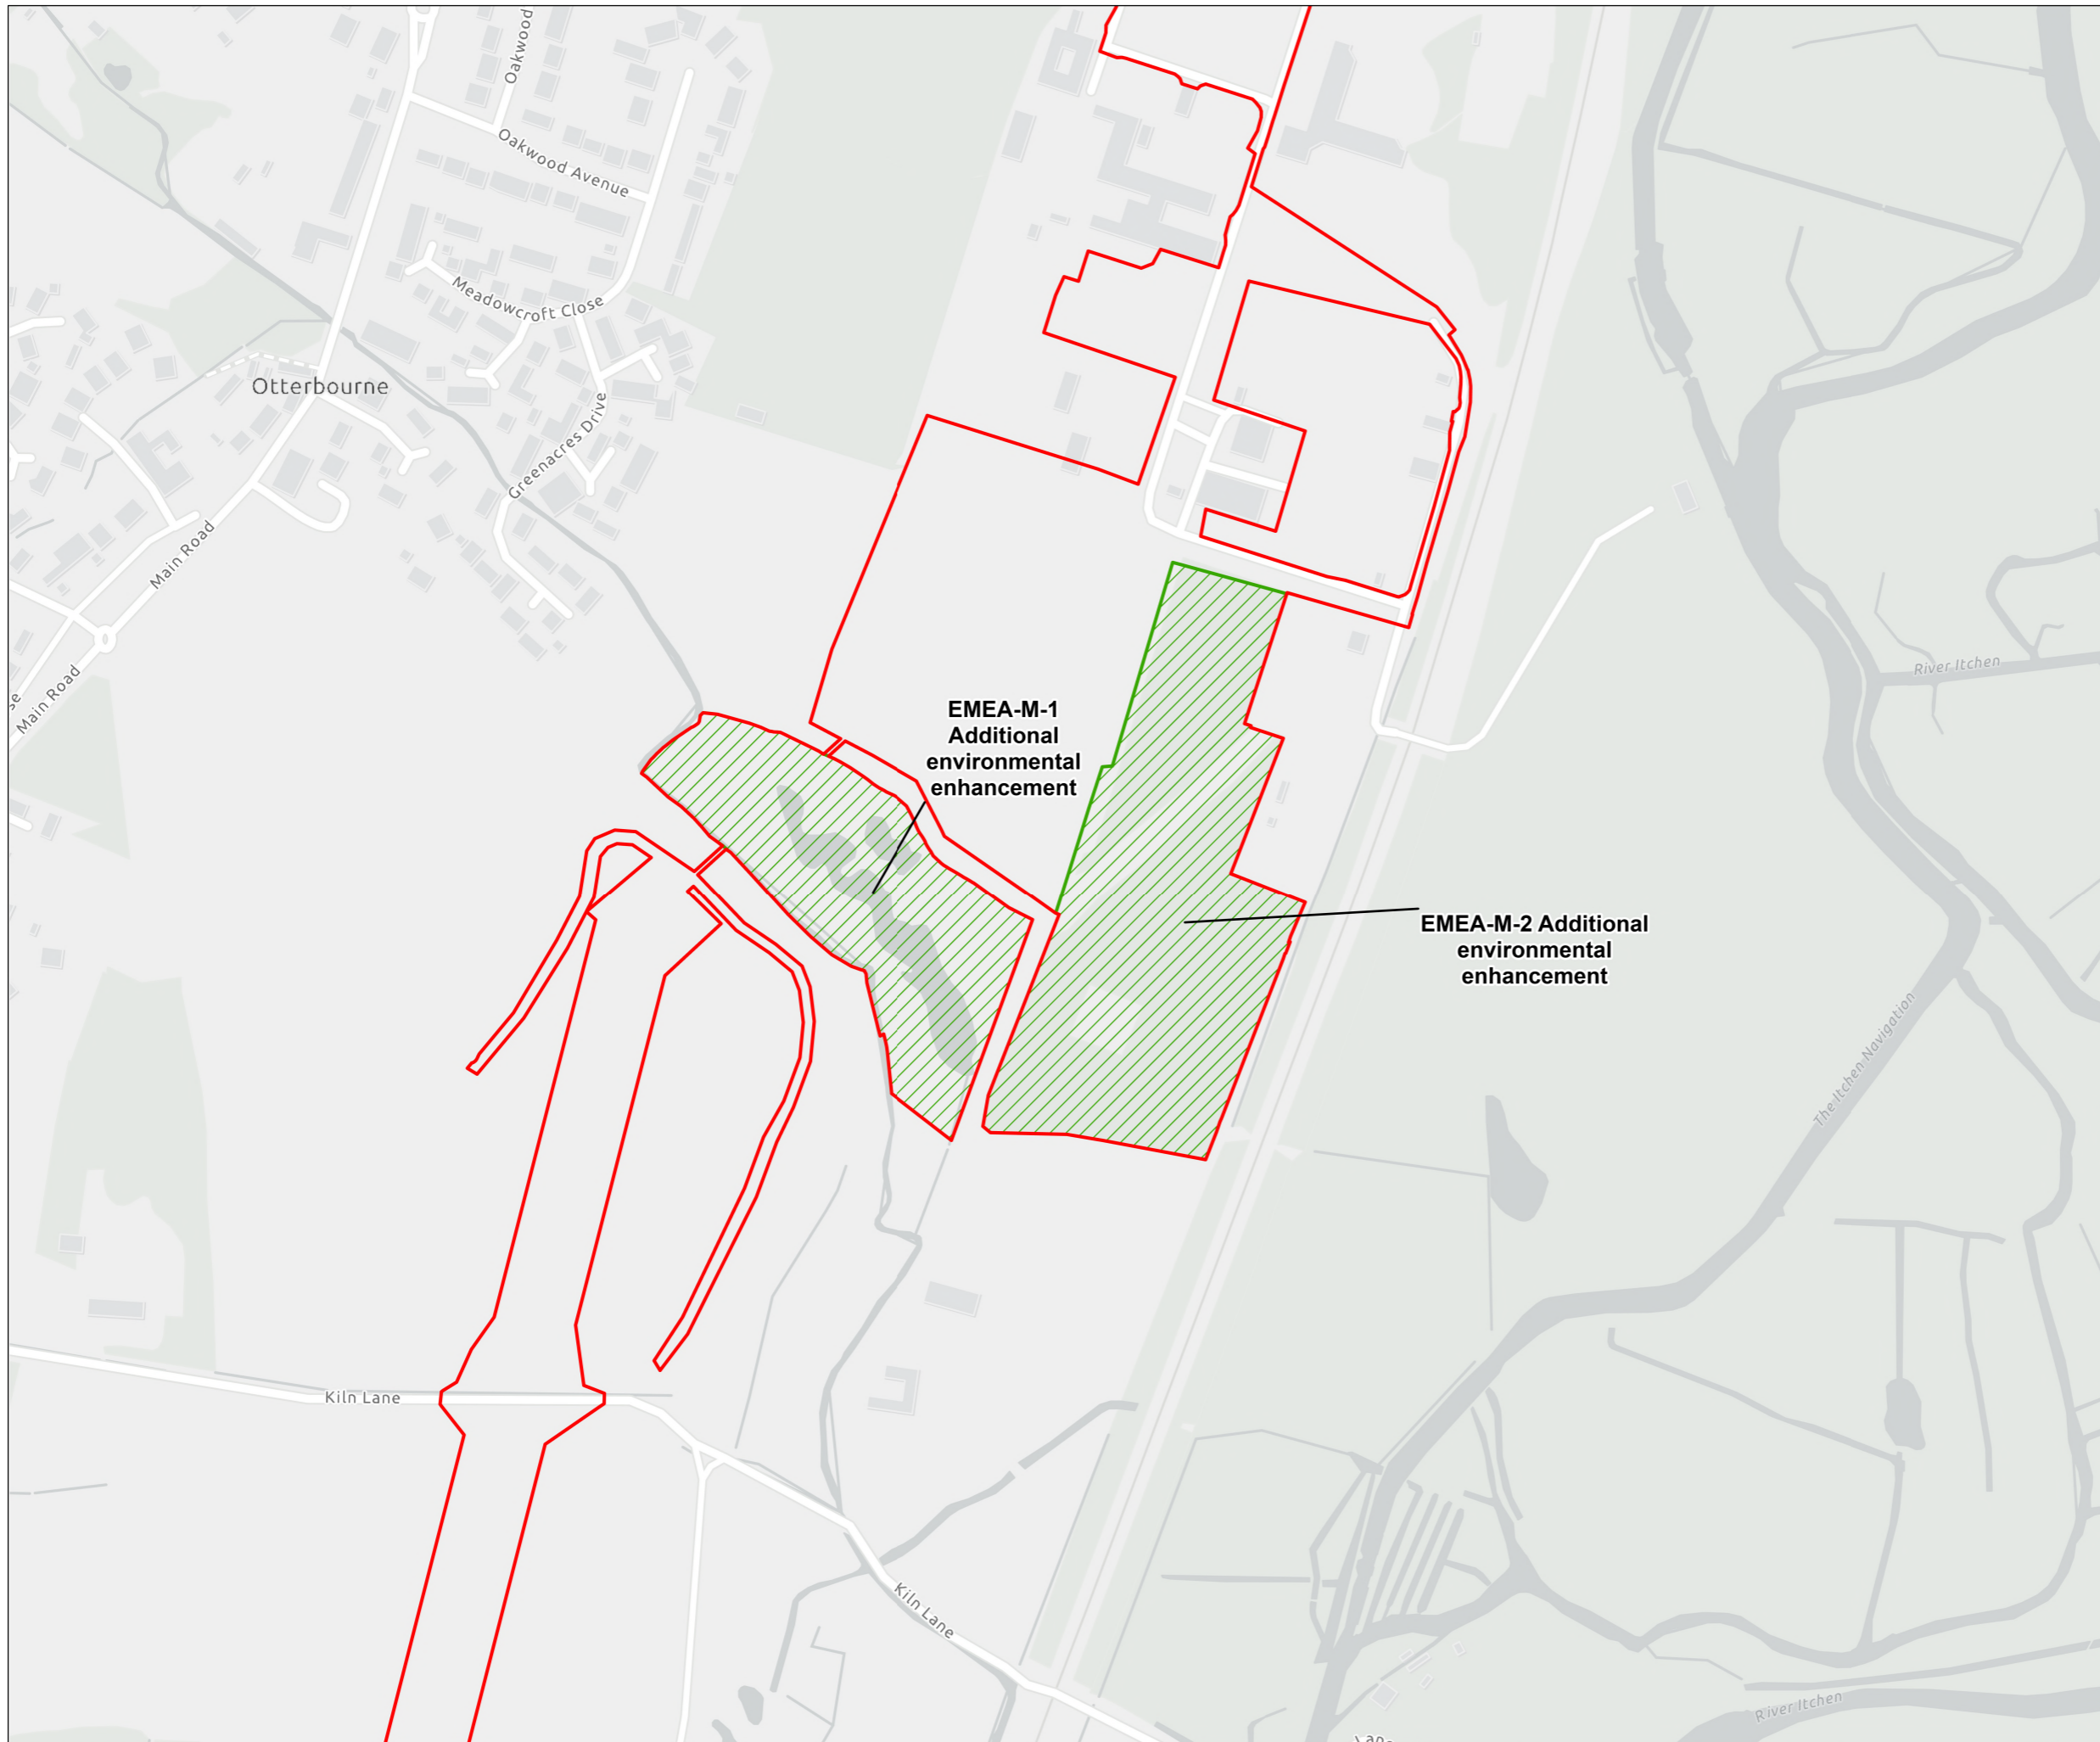 Oakwood
Oakwood Avenue
Meadowcroft Close
Otterbourne
Greenacres Drive
Main Road
Main Road
se
River Itchen
EMEA-M-1
Additional
environmental
enhancement
EMEA-M-2 Additional
environmental
enhancement
The Itchen Navigation
Kiln Lane
Kiln Lane
River Itchen